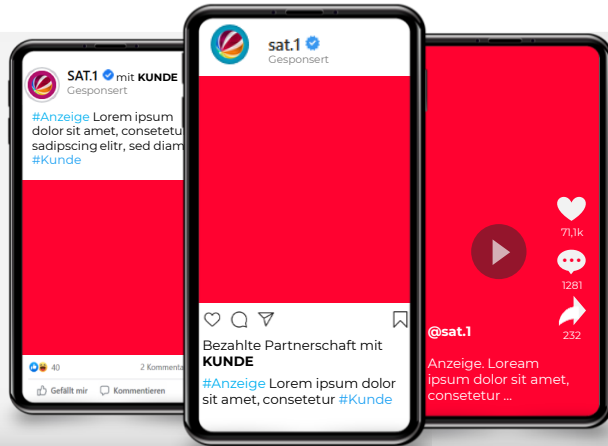 SAT.1 mit KUNDE
Gesponsert
#Anzeige Lorem ipsum
dolor sit amet, consetetu
sadipscing elitr, sed diam
#Kunde
40 2 Kommenta
Gefällt mir Kommentieren
sat.1
Gesponsert
Bezahlte Partnerschaft mit
KUNDE
#Anzeige Lorem ipsum dolor
sit amet, consetetur #Kunde
71,1k
1281
232
@sat.1
Anzeige. Loream
ipsum dolor sit amet,
consetetur ...